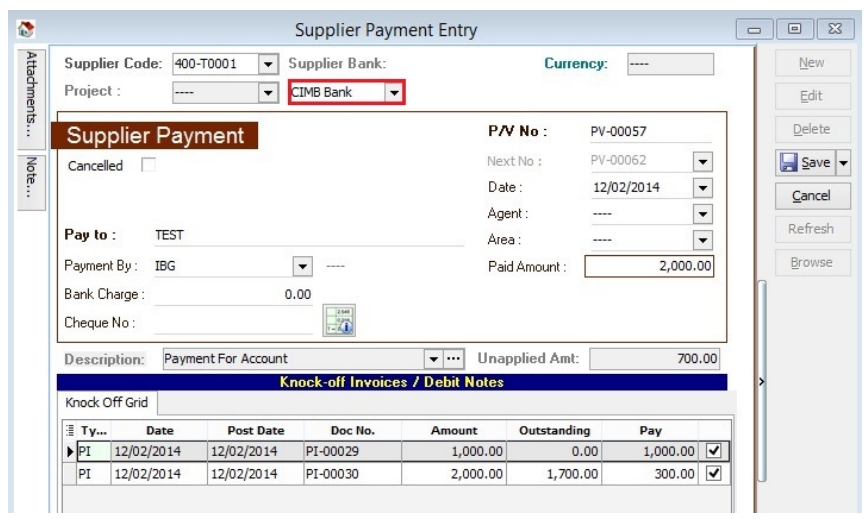 Supplier Payment Entry
Attachments...
Note...
Supplier Code: 400-T0001 Supplier Bank: Currency: ----
Project : ---- CIMB Bank
Supplier Payment
P/V No : PV-00057
Cancelled
Next No : PV-00062
Date : 12/02/2014
Agent : ----
Pay to : TEST
Area : ----
Payment By : IBG ----
Paid Amount : 2,000.00
Bank Charge : 0.00
Cheque No :
Description: Payment For Account Unapplied Amt: 700.00
Knock-off Invoices / Debit Notes
Knock Off Grid
Ty... Date Post Date Doc No. Amount Outstanding Pay
PI 12/02/2014 12/02/2014 PI-00029 1,000.00 0.00 1,000.00
PI 12/02/2014 12/02/2014 PI-00030 2,000.00 1,700.00 300.00
New
Edit
Delete
Save
Cancel
Refresh
Browse